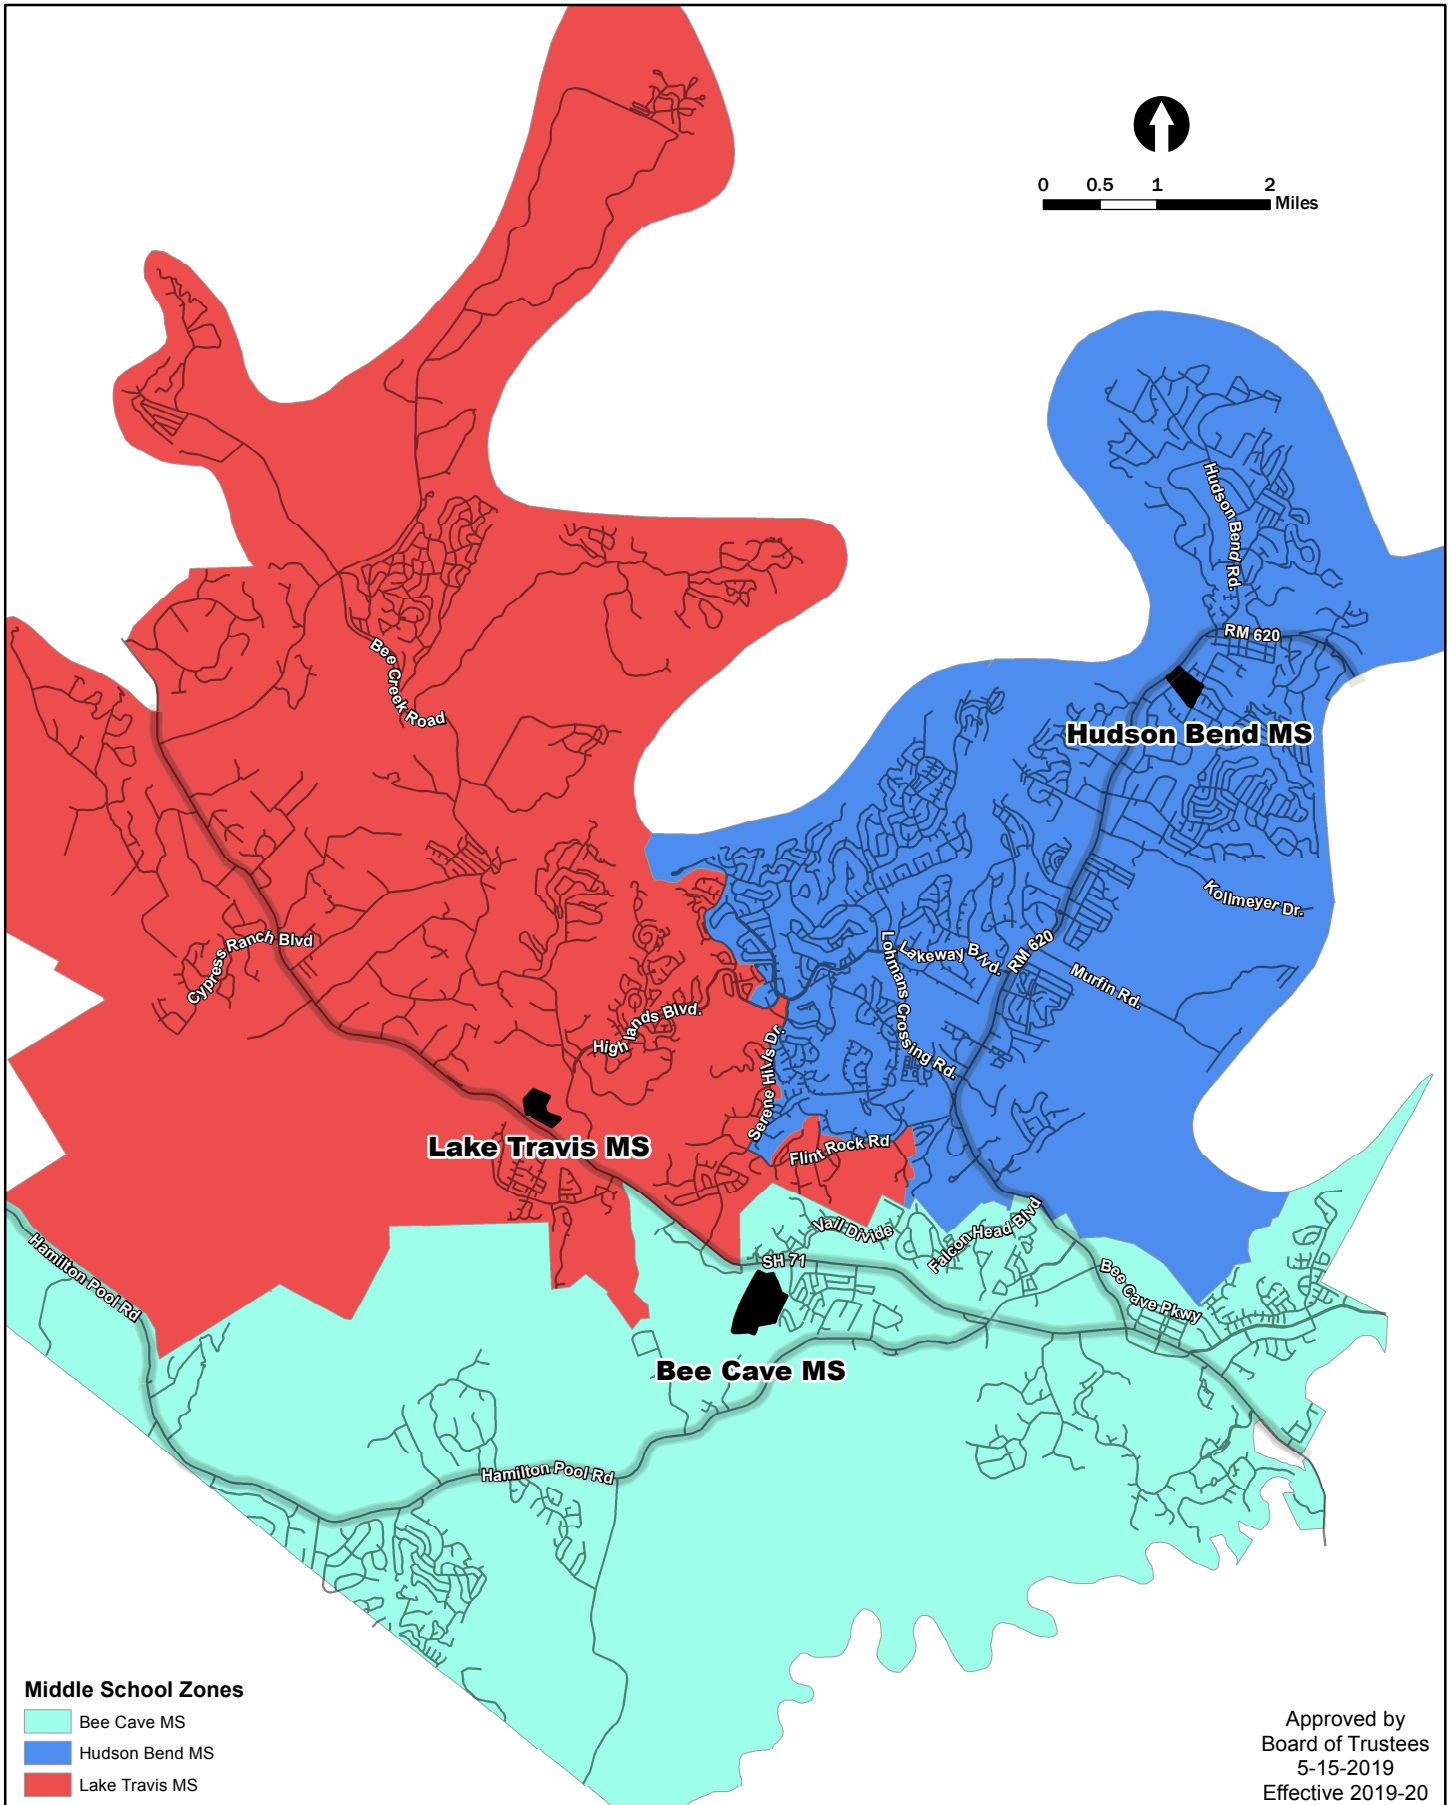 0 0.5 1 2
Miles
Hudson Bend Rd.
RM 620
Bee Creek Road
Hudson Bend MS
Kollmeyer Dr.
Cypress Ranch Blvd
Lohmans Crossing Rd.
Lakeway Blvd.
RM 620
Murfin Rd.
Highlands Blvd.
Serene Hills Dr.
Lake Travis MS
Flint Rock Rd
Vail Divide
Falcon Head Blvd
Hamilton Pool Rd
SH 71
Bee Cave Pkwy
Bee Cave MS
Hamilton Pool Rd
Middle School Zones
Bee Cave MS
Hudson Bend MS
Lake Travis MS
Approved by
Board of Trustees
5-15-2019
Effective 2019-20